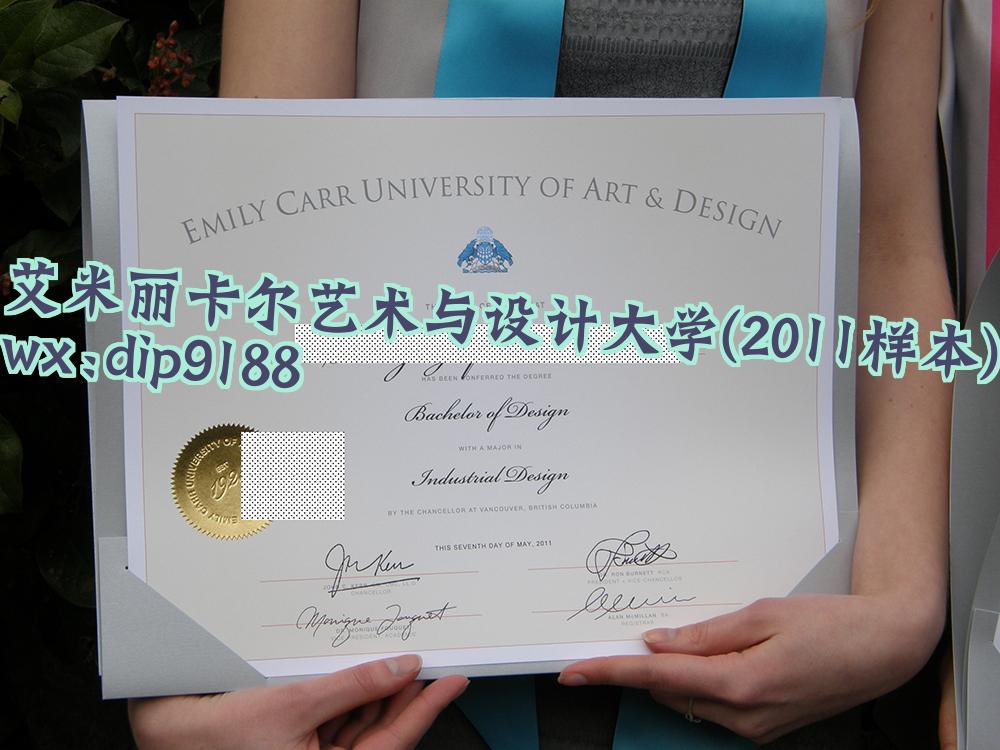 EMILY CARR UNIVERSITY OF ART & DESIGN
艾米丽卡尔艺术与设计大学(2011样本)
wx:dip9188
HAS BEEN CONFERRED THE DEGREE
Bachelor of Design
WITH A MAJOR IN
Industrial Design
BY THE CHANCELLOR AT VANCOUVER, BRITISH COLUMBIA
THIS SEVENTH DAY OF MAY, 2011
RON BURNETT RCA
PRESIDENT + VICE CHANCELLOR
CHANCELLOR
ALAN McMILLAN BA
REGISTRAR